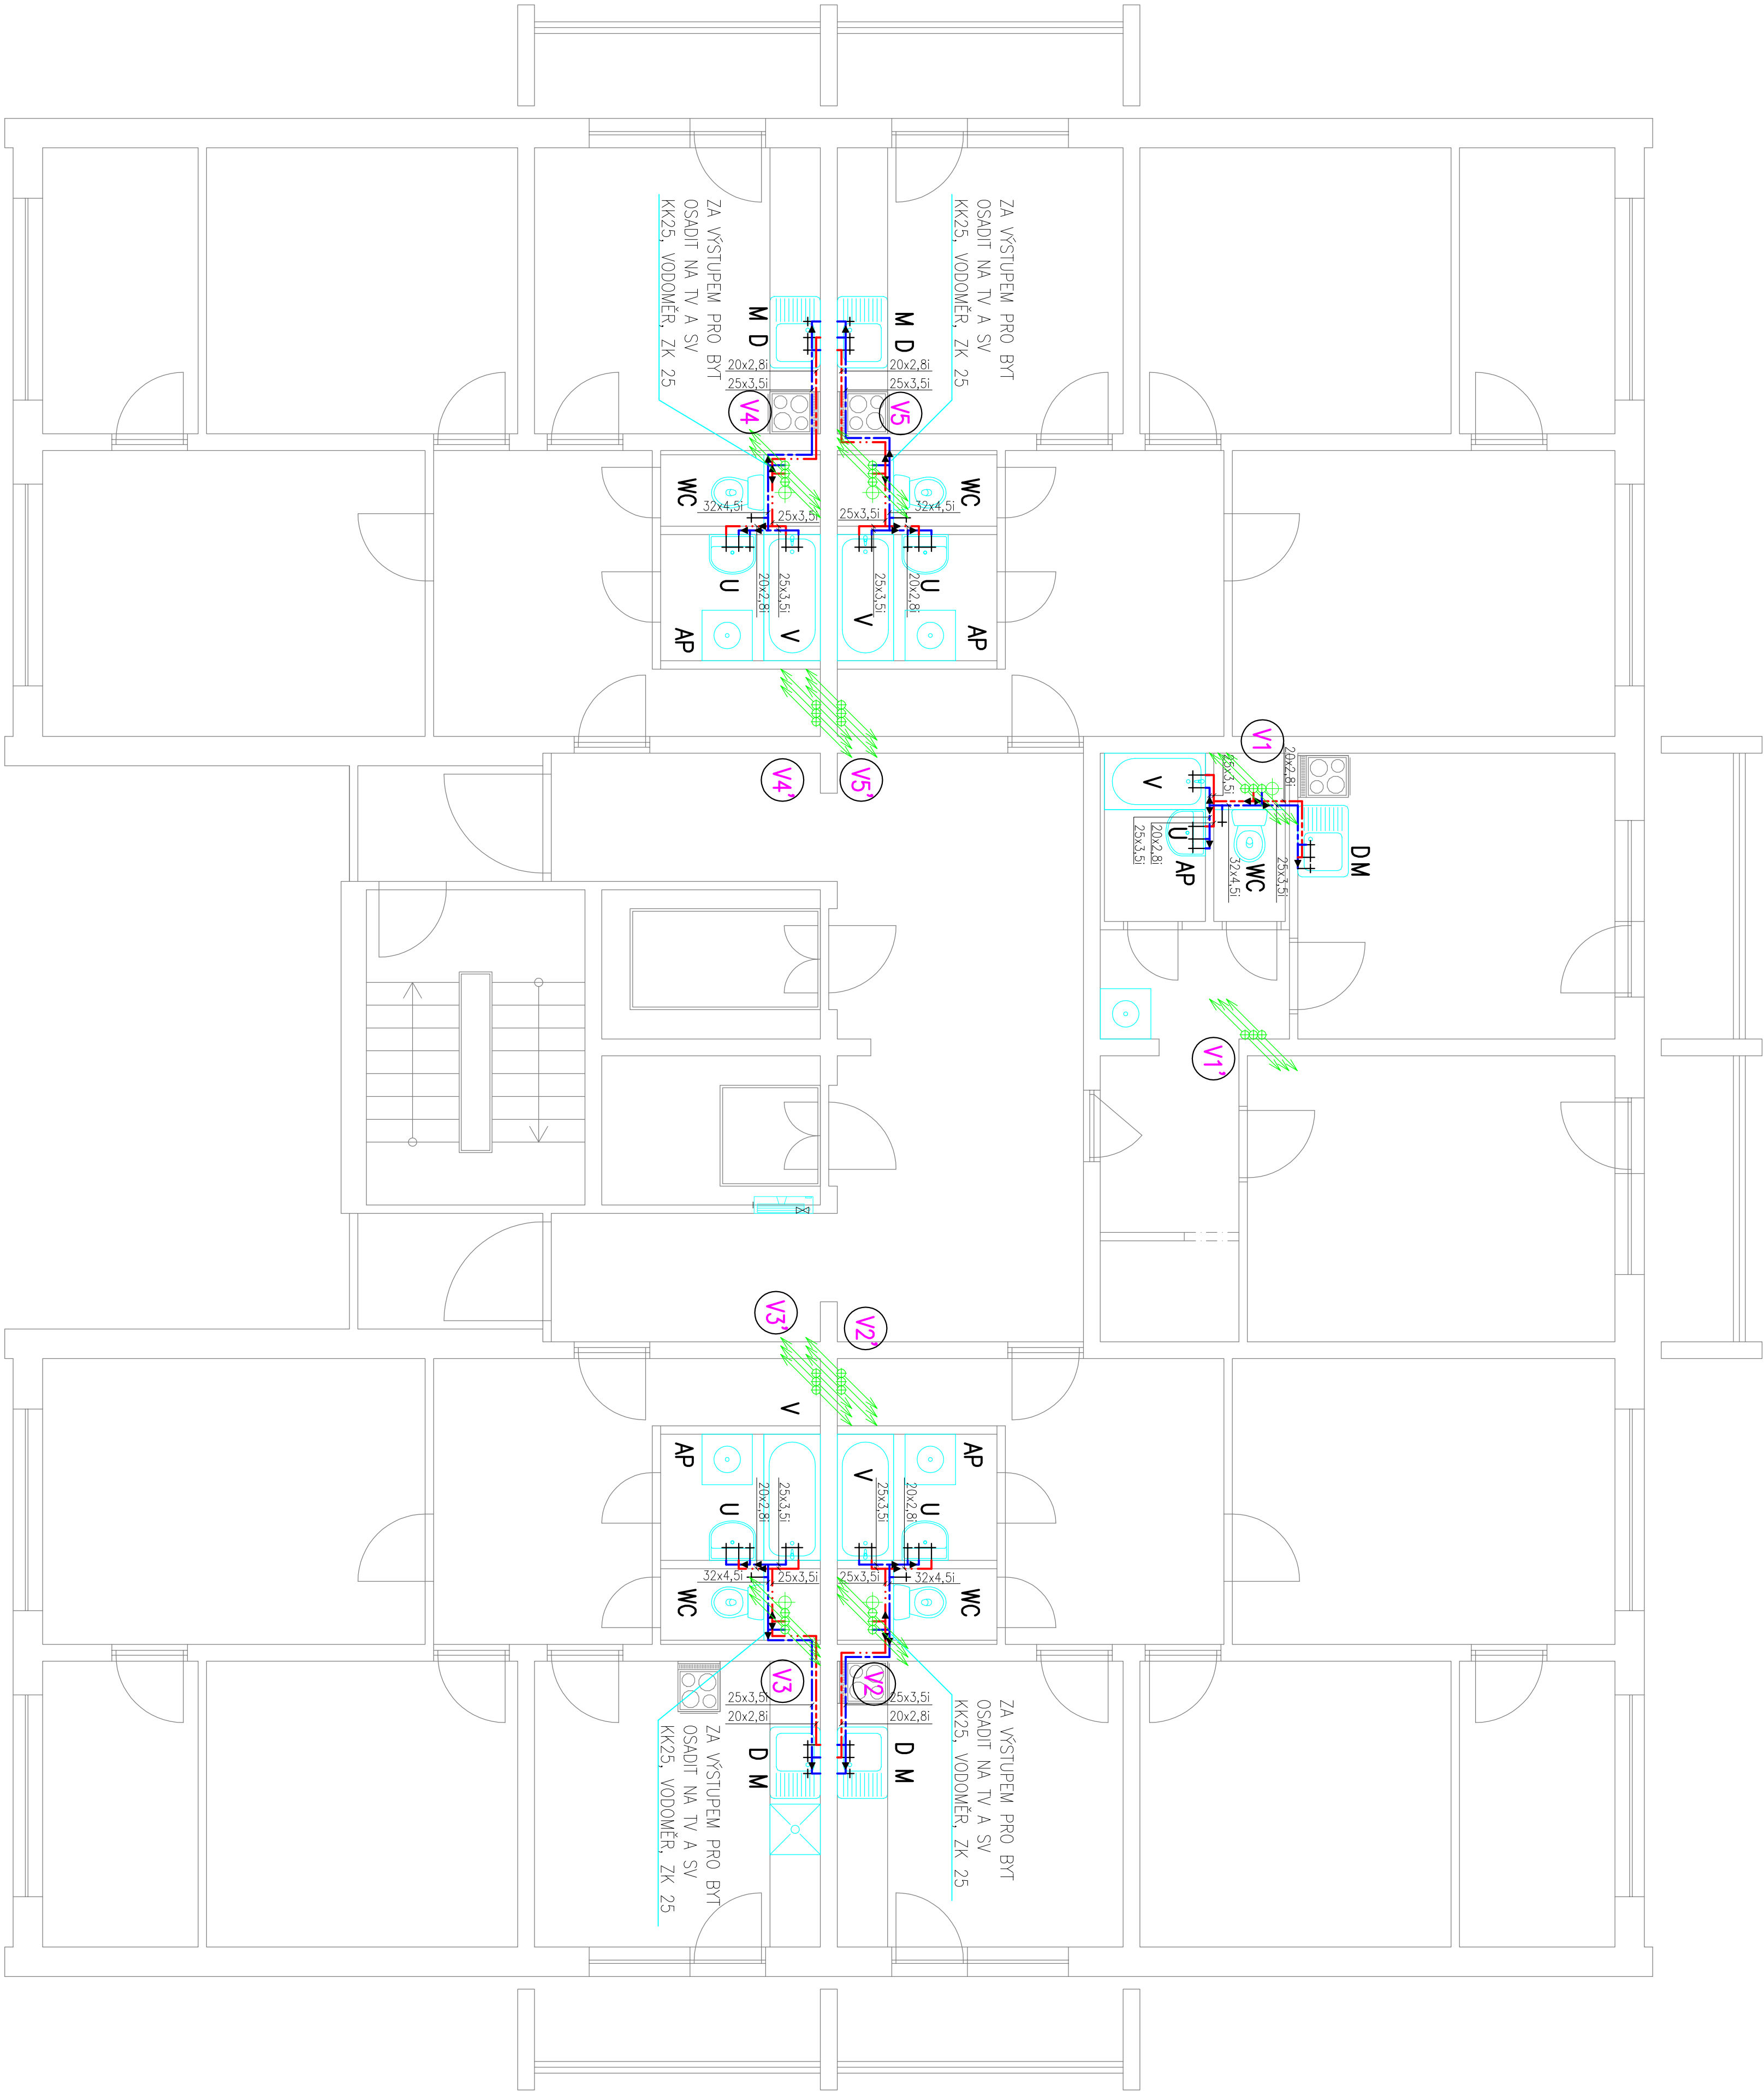 ZA VÝSTUPEM PRO BYT
OSADIT NA TV A SV
KK25, VODOMĚR, ZK 25
ZA VÝSTUPEM PRO BYT
OSADIT NA TV A SV
KK25, VODOMĚR, ZK 25
M D
M D
20x2,8i
25x3,5i
20x2,8i
25x3,5i
V4
V5
WC
WC
32x4,5i
25x3,5i
25x3,5i
32x4,5i
U
20x2,8i
25x3,5i
25x3,5i
20x2,8i
U
AP
V
V
AP
V4'
V5'
V1
20x2,8i
25x3,5i
V
U
AP
WC
D M
25x3,5i
20x2,8i
32x4,5i
25x3,5i
V1'
V3'
V2'
V
AP
V
AP
U
20x2,8i
25x3,5i
25x3,5i
20x2,8i
U
32x4,5i
25x3,5i
25x3,5i
32x4,5i
WC
WC
V3
V2
25x3,5i
20x2,8i
25x3,5i
20x2,8i
D M
D M
ZA VÝSTUPEM PRO BYT
OSADIT NA TV A SV
KK25, VODOMĚR, ZK 25
ZA VÝSTUPEM PRO BYT
OSADIT NA TV A SV
KK25, VODOMĚR, ZK 25